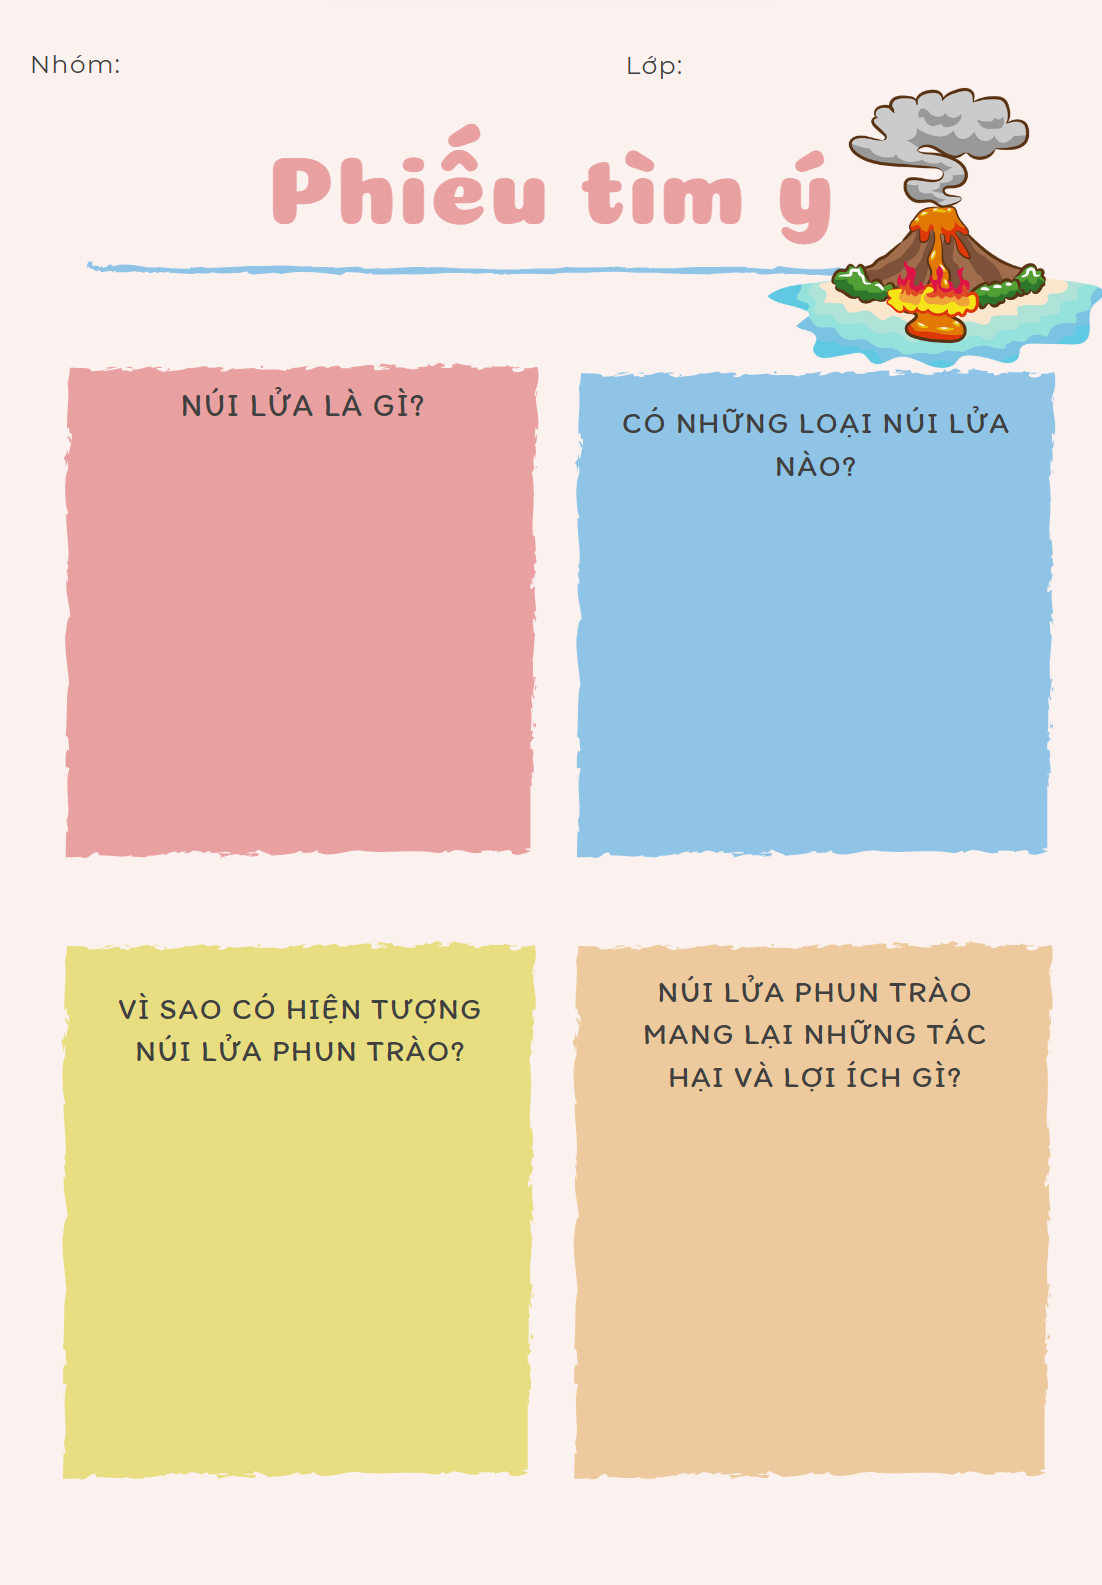 Nhóm:
Lớp:
Phiếu tìm ý
NÚI LỬA LÀ GÌ?
CÓ NHỮNG LOẠI NÚI LỬA
NÀO?
VÌ SAO CÓ HIỆN TƯỢNG
NÚI LỬA PHUN TRÀO?
NÚI LỬA PHUN TRÀO
MANG LẠI NHỮNG TÁC
HẠI VÀ LỢI ÍCH GÌ?